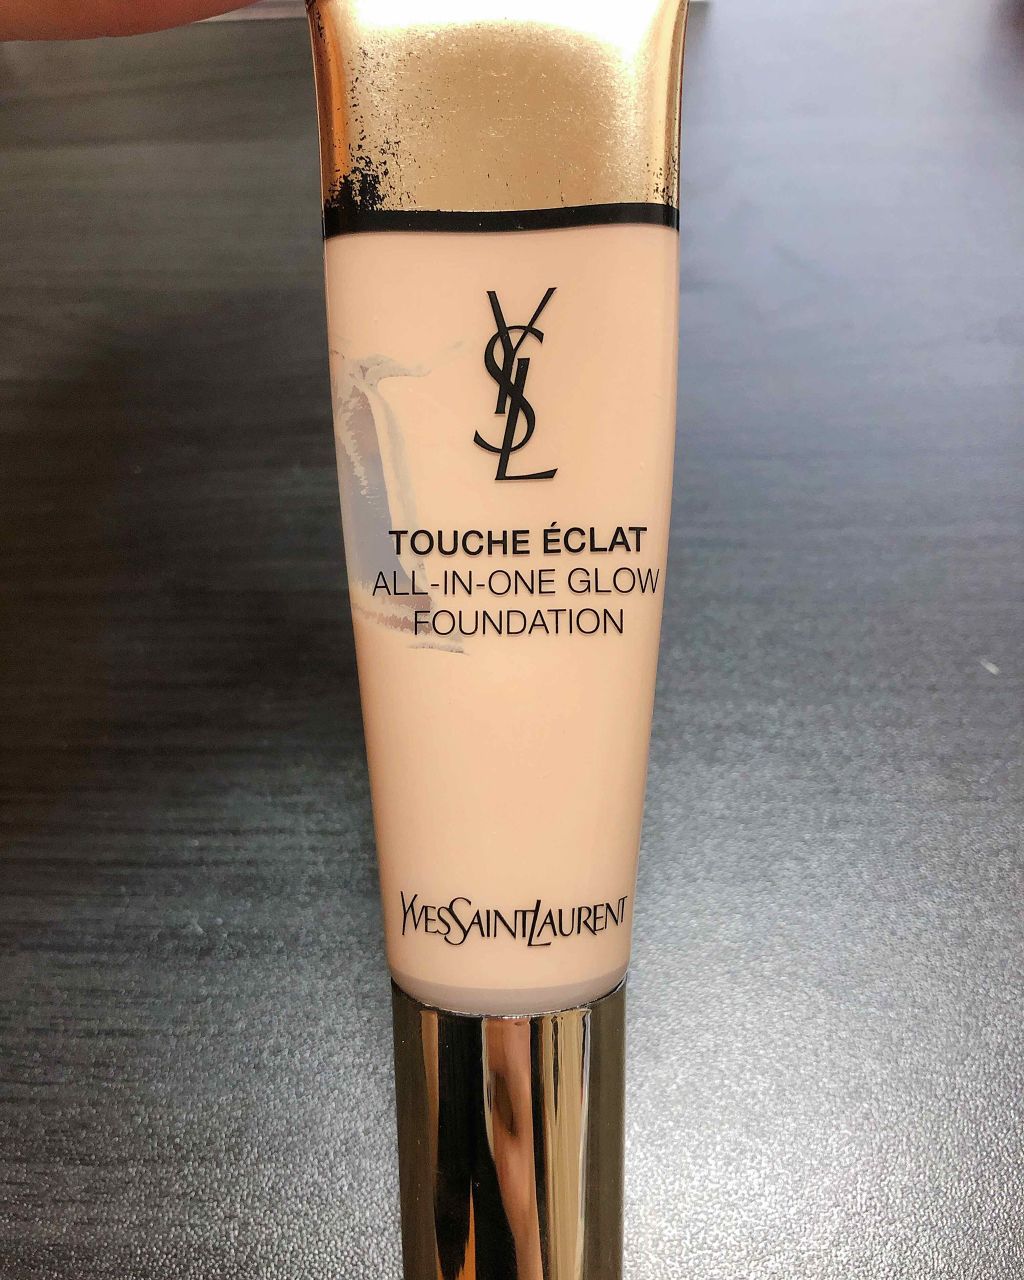 YSL
TOUCHE ÉCLAT
ALL-IN-ONE GLOW
FOUNDATION
YVESSAINTLAURENT